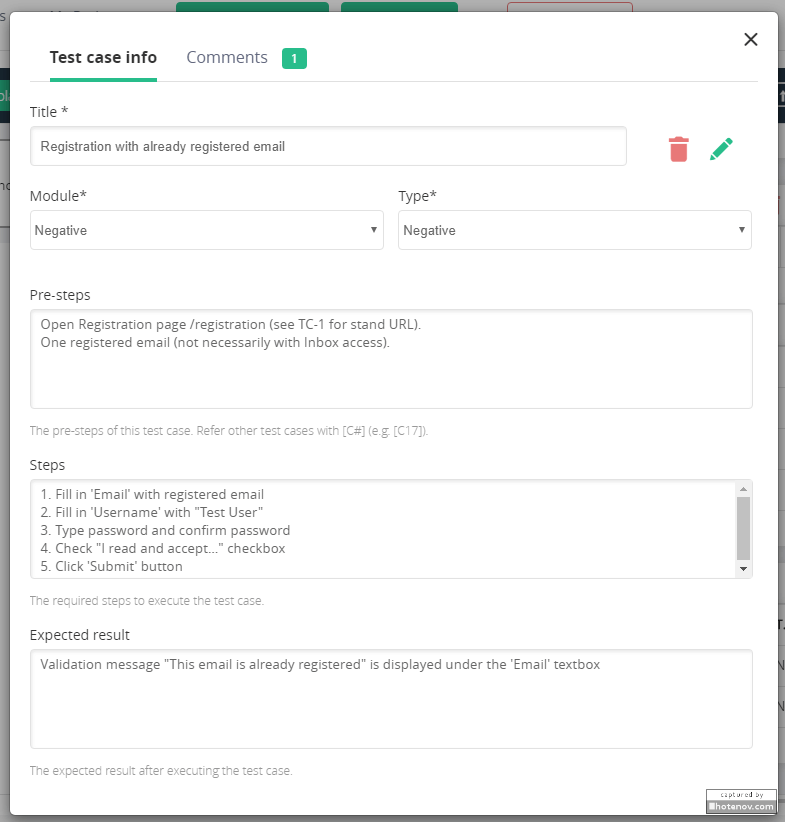 Test case info
Comments
1
Title *
Registration with already registered email
Module*
Type*
Negative
Negative
Pre-steps
Open Registration page /registration (see TC-1 for stand URL).
One registered email (not necessarily with Inbox access).
The pre-steps of this test case. Refer other test cases with [C#] (e.g: [C17]).
Steps
1. Fill in 'Email' with registered email
2. Fill in 'Username' with "Test User"
3. Type password and confirm password
4. Check "I read and accept..." checkbox
5. Click 'Submit' button
The required steps to execute the test case.
Expected result
Validation message "This email is already registered" is displayed under the 'Email' textbox
The expected result after executing the test case.
captured by
hotenov.com